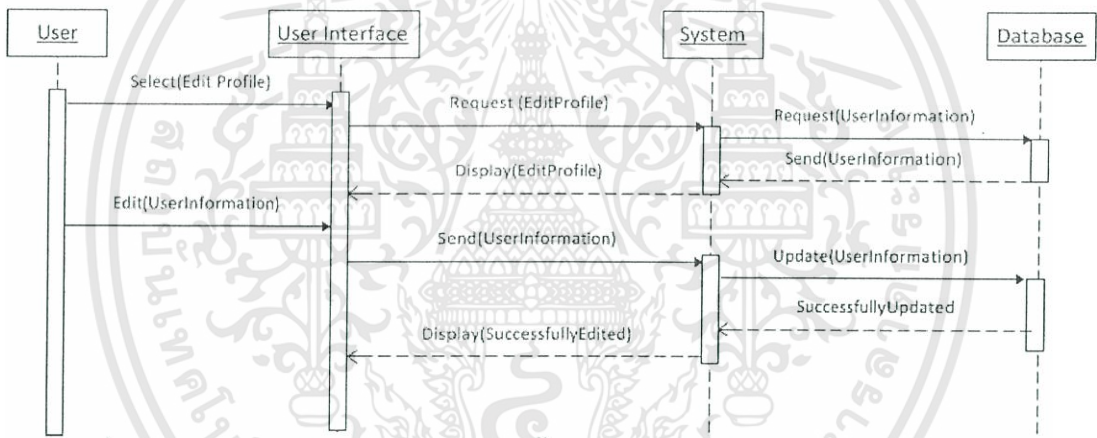 User
User Interface
System
Database
Select(Edit Profile)
Request (EditProfile)
Request(UserInformation)
Send(UserInformation)
Display(EditProfile)
Edit(UserInformation)
Send(UserInformation)
Update(UserInformation)
SuccessfullyUpdated
Display(SuccessfullyEdited)